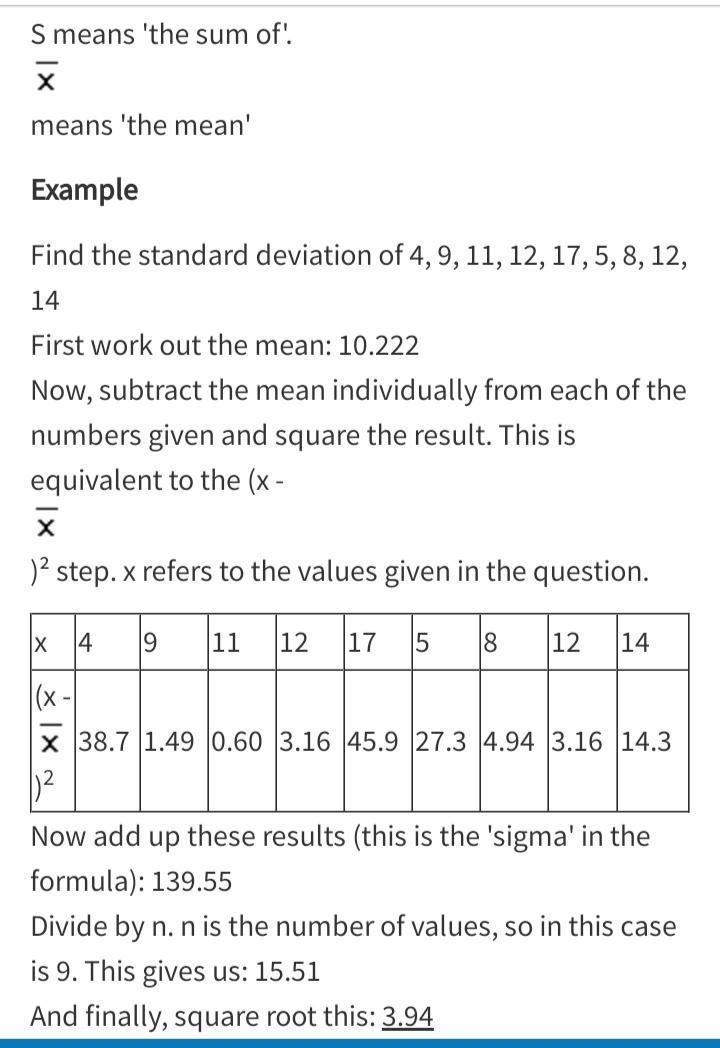 S means 'the sum of'.
x̅
means 'the mean'
Example
Find the standard deviation of 4, 9, 11, 12, 17, 5, 8, 12,
14
First work out the mean: 10.222
Now, subtract the mean individually from each of the
numbers given and square the result. This is
equivalent to the (x -
x̅
)² step. x refers to the values given in the question.
x 4 9 11 12 17 5 8 12 14
(x -
x̅ 38.7 1.49 0.60 3.16 45.9 27.3 4.94 3.16 14.3
)²
Now add up these results (this is the 'sigma' in the
formula): 139.55
Divide by n. n is the number of values, so in this case
is 9. This gives us: 15.51
And finally, square root this: 3.94